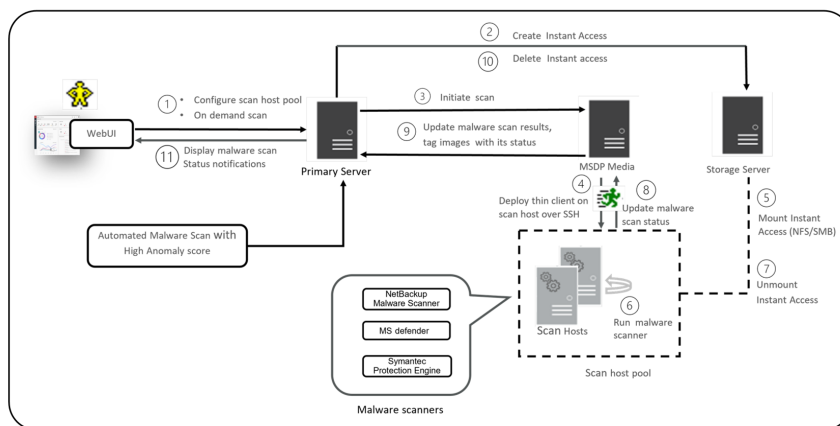 2 Create Instant Access
10 Delete Instant access
1 • Configure scan host pool
• On demand scan
3 Initiate scan
WebUI
9 Update malware scan results,
tag images with its status
11 Display malware scan
Status notifications
Primary Server
MSDP Media
Storage Server
4 Deploy thin client on
scan host over SSH
8 Update malware
scan status
5 Mount Instant
Access (NFS/SMB)
Automated Malware Scan with
High Anomaly score
7 Unmount
Instant Access
NetBackup
Malware Scanner
MS defender
Symantec
Protection Engine
Scan Hosts
6 Run malware
scanner
Scan host pool
Malware scanners